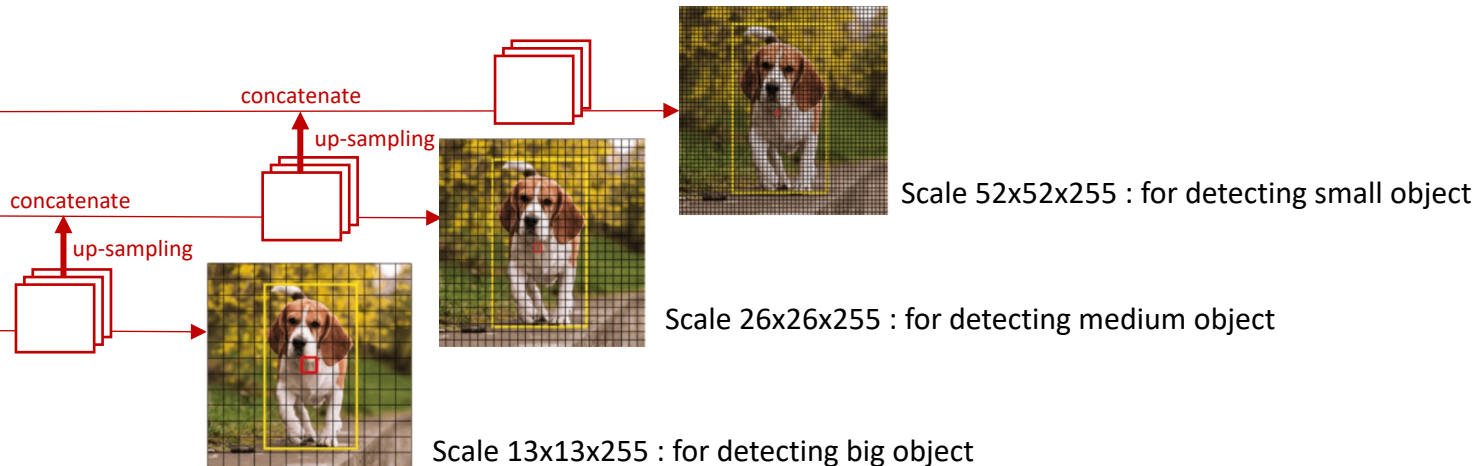 concatenate
up-sampling
Scale 52x52x255 : for detecting small object
concatenate
up-sampling
Scale 26x26x255 : for detecting medium object
Scale 13x13x255 : for detecting big object